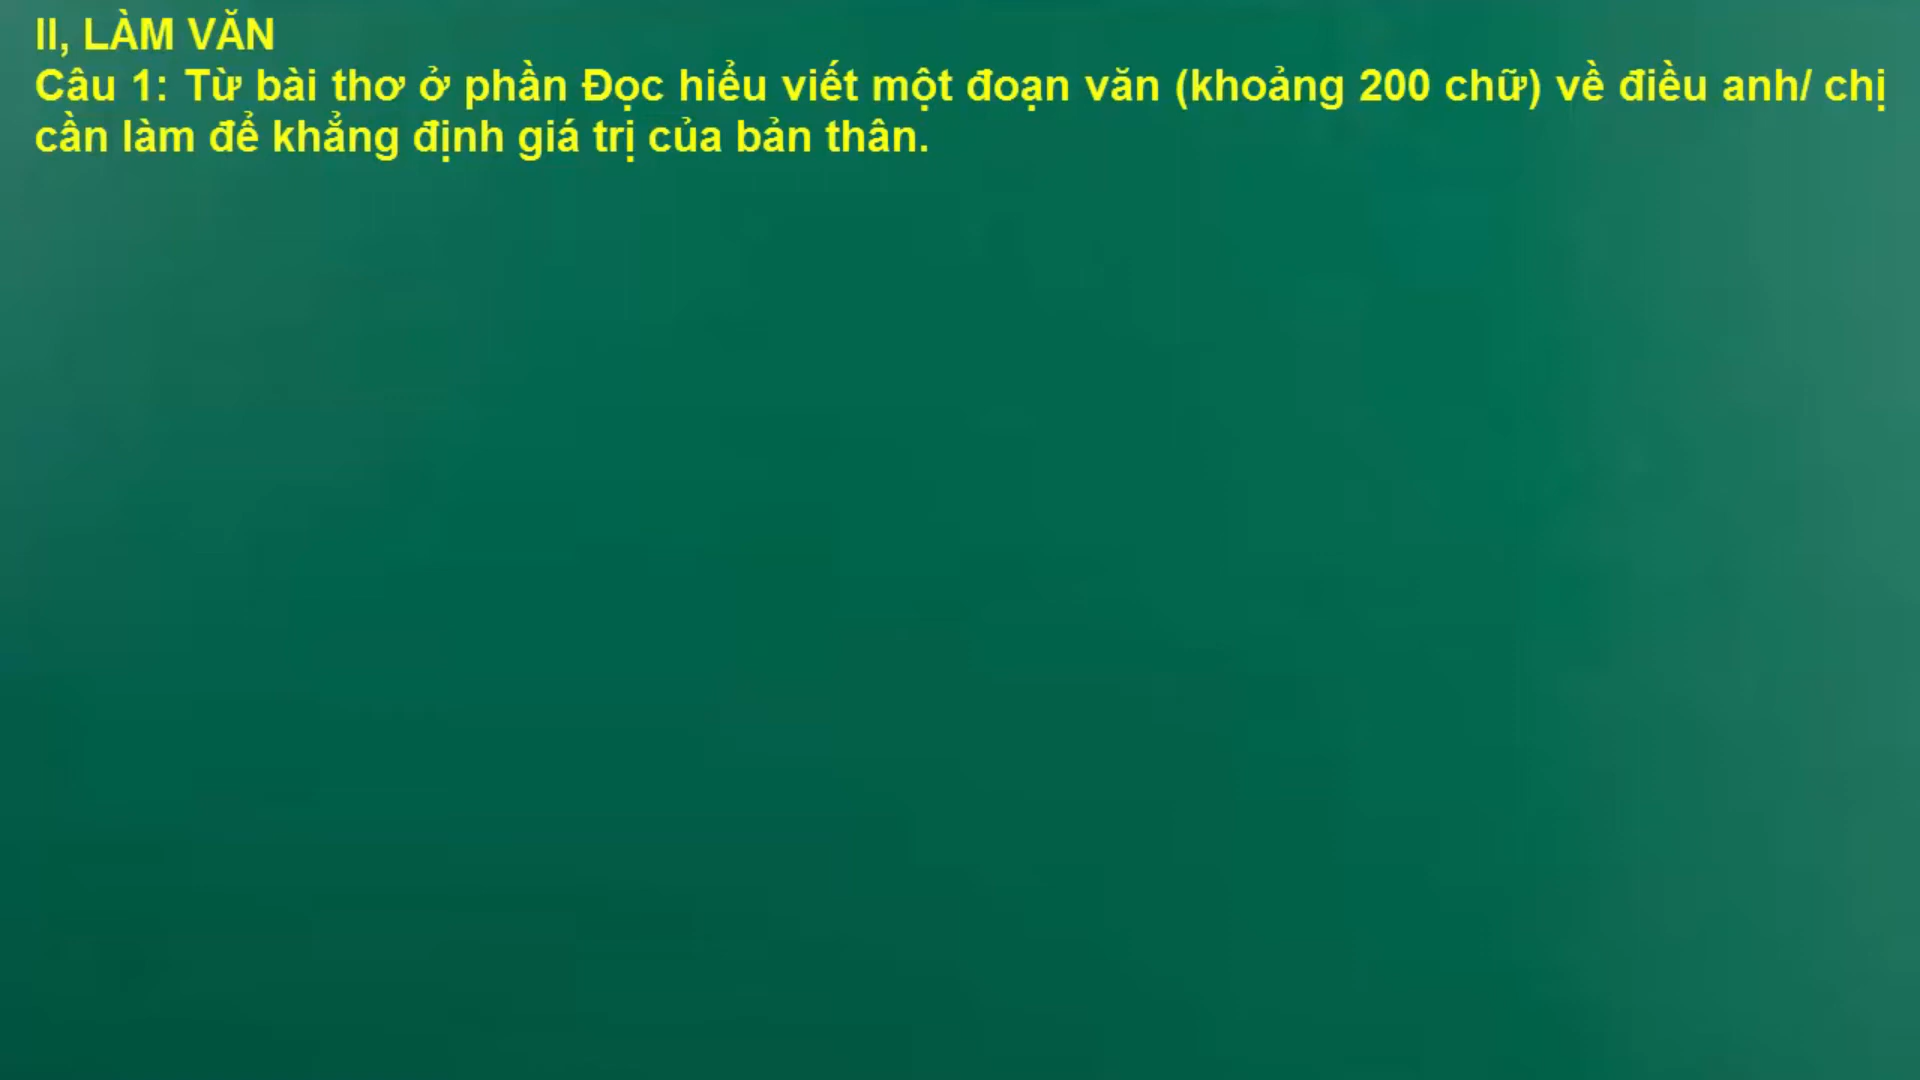 II, LÀM VĂN
Câu 1: Từ bài thơ ở phần Đọc hiểu viết một đoạn văn (khoảng 200 chữ) về điều anh/ chị
cần làm để khẳng định giá trị của bản thân.